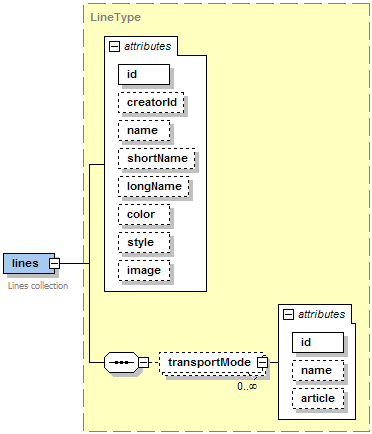 LineType
attributes
id
creatorId
name
shortName
longName
color
style
image
lines
Lines collection
transportMode
0..∞
attributes
id
name
article